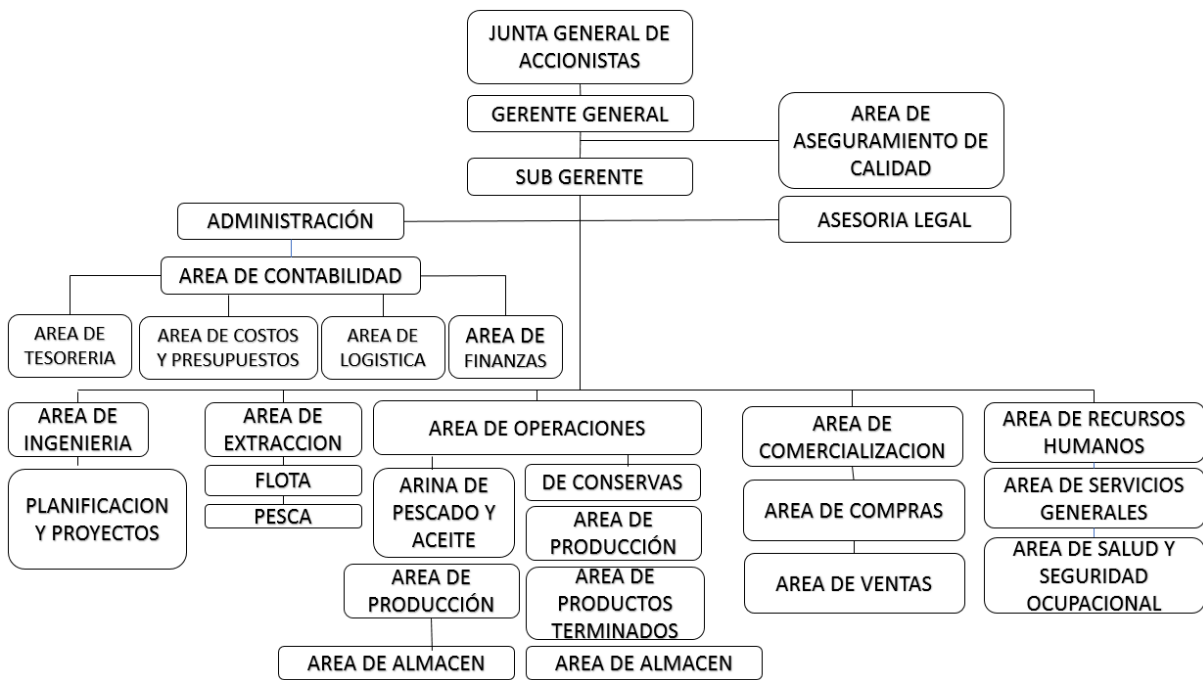 JUNTA GENERAL DE
ACCIONISTAS
GERENTE GENERAL
AREA DE
ASEGURAMIENTO DE
CALIDAD
SUB GERENTE
ADMINISTRACIÓN
ASESORIA LEGAL
AREA DE CONTABILIDAD
AREA DE
TESORERIA
AREA DE COSTOS
Y PRESUPUESTOS
AREA DE
LOGISTICA
AREA DE
FINANZAS
AREA DE
INGENIERIA
AREA DE
EXTRACCION
AREA DE OPERACIONES
AREA DE
COMERCIALIZACION
AREA DE RECURSOS
HUMANOS
PLANIFICACION
Y PROYECTOS
FLOTA
PESCA
ARINA DE
PESCADO Y
ACEITE
DE CONSERVAS
AREA DE
PRODUCCIÓN
AREA DE COMPRAS
AREA DE SERVICIOS
GENERALES
AREA DE
PRODUCCIÓN
AREA DE
PRODUCTOS
TERMINADOS
AREA DE VENTAS
AREA DE SALUD Y
SEGURIDAD
OCUPACIONAL
AREA DE ALMACEN
AREA DE ALMACEN